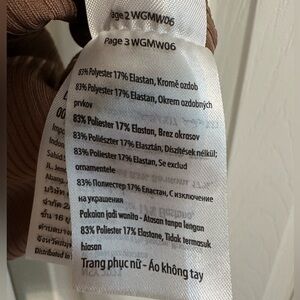 Page 2 WGMW06
Page 3 WGMW06
83% Polyester 17% Elastan, Kromě ozdob
83% Polyester 17% Elastan, Okrem ozdobných
prvkov
83% Poliester 17% Elastan, Brez okrasov
83% Poliészter 17% Elasztán, Díszítések nélkül;
83% Poliester 17% Elastan, Se exclud
ornamentele
83% Полиестер 17% Еластан, С изключение
на украшения
Pakaian jadi wanita - Atasan tanpa lengan
83% Poliester 17% Elastane, Tidak termasuk
hiasan
Trang phục nữ - Áo không tay